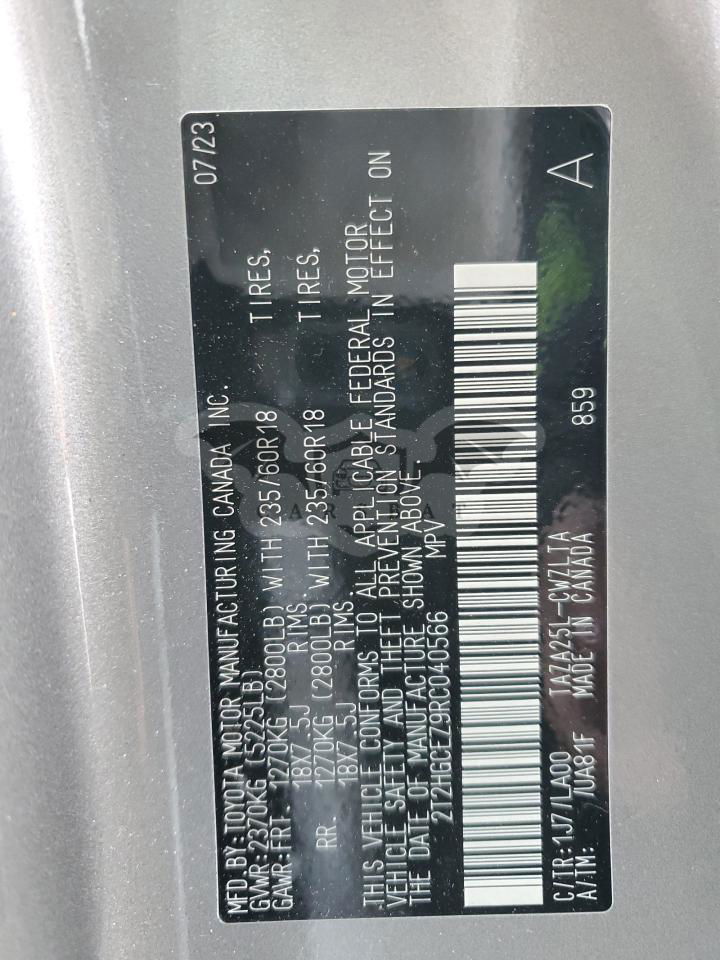 MFD.BY:TOYOTA MOTOR MANUFACTURING CANADA INC. 07/23
GVWR:2370KG (5225LB)
GAWR:FRT. 1270KG (2800LB) WITH 235/60R18 TIRES,
18X7.5J RIMS.
RR. 1270KG (2800LB) WITH 235/60R18 TIRES,
18X7.5J RIMS.
THIS VEHICLE CONFORMS TO ALL APPLICABLE FEDERAL MOTOR
VEHICLE SAFETY AND THEFT PREVENTION STANDARDS IN EFFECT ON
THE DATE OF MANUFACTURE SHOWN ABOVE.
2T2HGCEZ9RC040566 MPV
C/TR:1J7/LA00 TAZA25L-CWZLTA A
A/TM: /UA81F MADE IN CANADA 859